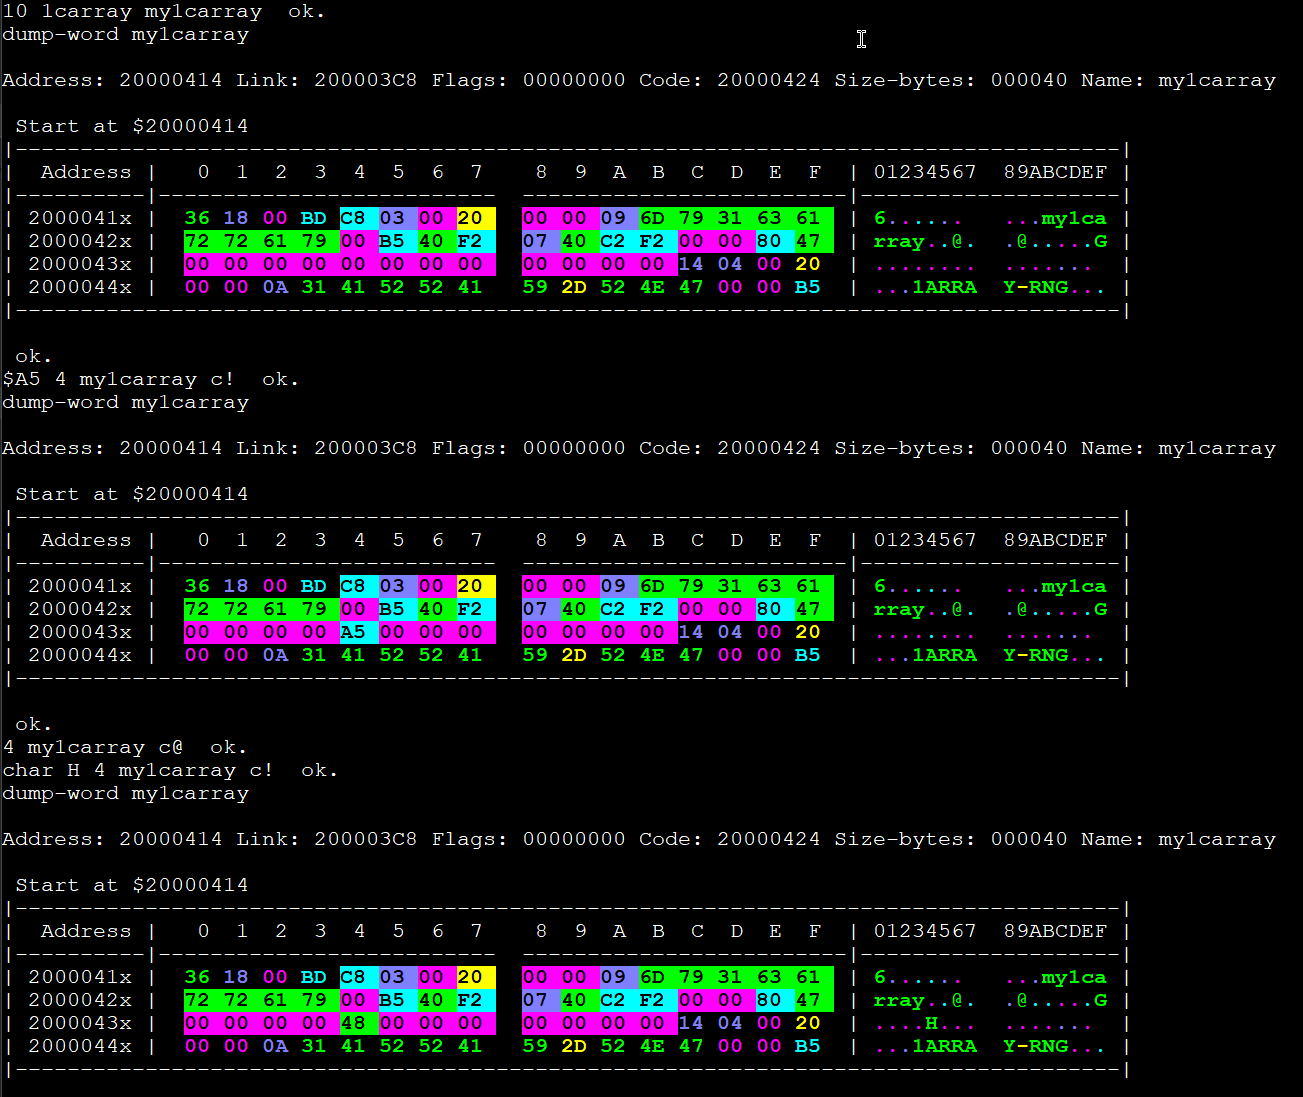 10 1carray my1carray  ok.
dump-word my1carray
Address: 20000414 Link: 200003C8 Flags: 00000000 Code: 20000424 Size-bytes: 000040 Name: my1carray
 Start at $20000414
|-------------------------------------------------------------------------------------|
|  Address |   0  1  2  3  4  5  6  7   8  9  A  B  C  D  E  F  | 01234567  89ABCDEF |
|----------|--------------------------  ------------------------|--------------------|
| 2000041x |  36 18 00 BD C8 03 00 20  00 00 09 6D 79 31 63 61  | 6......  ...my1ca |
| 2000042x |  72 72 61 79 00 B5 40 F2  07 40 C2 F2 00 00 80 47  | rray..@.  .@.....G |
| 2000043x |  00 00 00 00 00 00 00 00  00 00 00 00 14 04 00 20  | ........  ....... |
| 2000044x |  00 00 0A 31 41 52 52 41  59 2D 52 4E 47 00 00 B5  | ...1ARRA  Y-RNG... |
|-------------------------------------------------------------------------------------|
 ok.
$A5 4 my1carray c!  ok.
dump-word my1carray
Address: 20000414 Link: 200003C8 Flags: 00000000 Code: 20000424 Size-bytes: 000040 Name: my1carray
 Start at $20000414
|-------------------------------------------------------------------------------------|
|  Address |   0  1  2  3  4  5  6  7   8  9  A  B  C  D  E  F  | 01234567  89ABCDEF |
|----------|--------------------------  ------------------------|--------------------|
| 2000041x |  36 18 00 BD C8 03 00 20  00 00 09 6D 79 31 63 61  | 6......  ...my1ca |
| 2000042x |  72 72 61 79 00 B5 40 F2  07 40 C2 F2 00 00 80 47  | rray..@.  .@.....G |
| 2000043x |  00 00 00 00 A5 00 00 00  00 00 00 00 14 04 00 20  | ........  ....... |
| 2000044x |  00 00 0A 31 41 52 52 41  59 2D 52 4E 47 00 00 B5  | ...1ARRA  Y-RNG... |
|-------------------------------------------------------------------------------------|
 ok.
4 my1carray c@  ok.
char H 4 my1carray c!  ok.
dump-word my1carray
Address: 20000414 Link: 200003C8 Flags: 00000000 Code: 20000424 Size-bytes: 000040 Name: my1carray
 Start at $20000414
|-------------------------------------------------------------------------------------|
|  Address |   0  1  2  3  4  5  6  7   8  9  A  B  C  D  E  F  | 01234567  89ABCDEF |
|----------|--------------------------  ------------------------|--------------------|
| 2000041x |  36 18 00 BD C8 03 00 20  00 00 09 6D 79 31 63 61  | 6......  ...my1ca |
| 2000042x |  72 72 61 79 00 B5 40 F2  07 40 C2 F2 00 00 80 47  | rray..@.  .@.....G |
| 2000043x |  00 00 00 00 48 00 00 00  00 00 00 00 14 04 00 20  | ....H...  ....... |
| 2000044x |  00 00 0A 31 41 52 52 41  59 2D 52 4E 47 00 00 B5  | ...1ARRA  Y-RNG... |
|-------------------------------------------------------------------------------------|